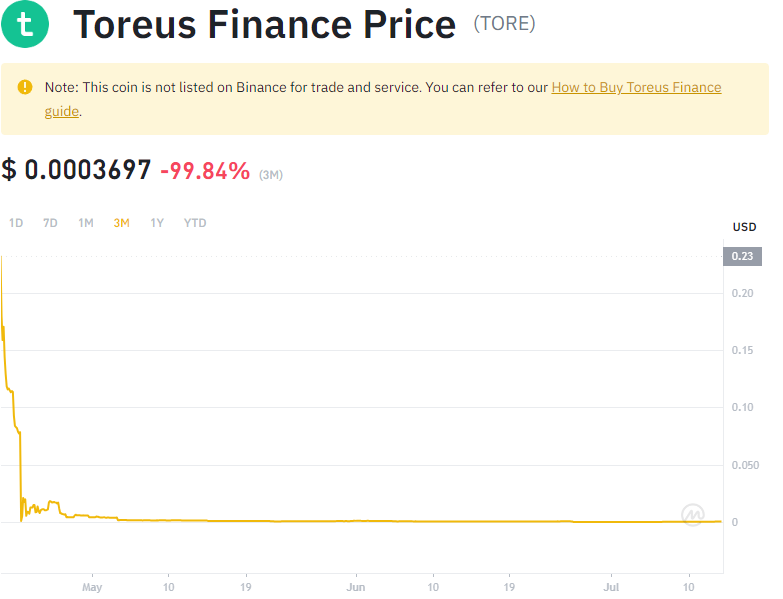 t
Toreus Finance Price (TORE)
Note: This coin is not listed on Binance for trade and service. You can refer to our How to Buy Toreus Finance
guide.
$ 0.0003697 -99.84% (3M)
1D 7D 1M 3M 1Y YTD
USD
0.23
0.20
0.15
0.10
0.050
0
May 10 19 Jun 10 19 Jul 10